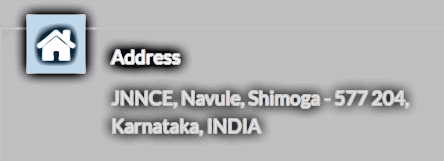 Address
JNNCE, Navule, Shimoga - 577 204,
Karnataka, INDIA